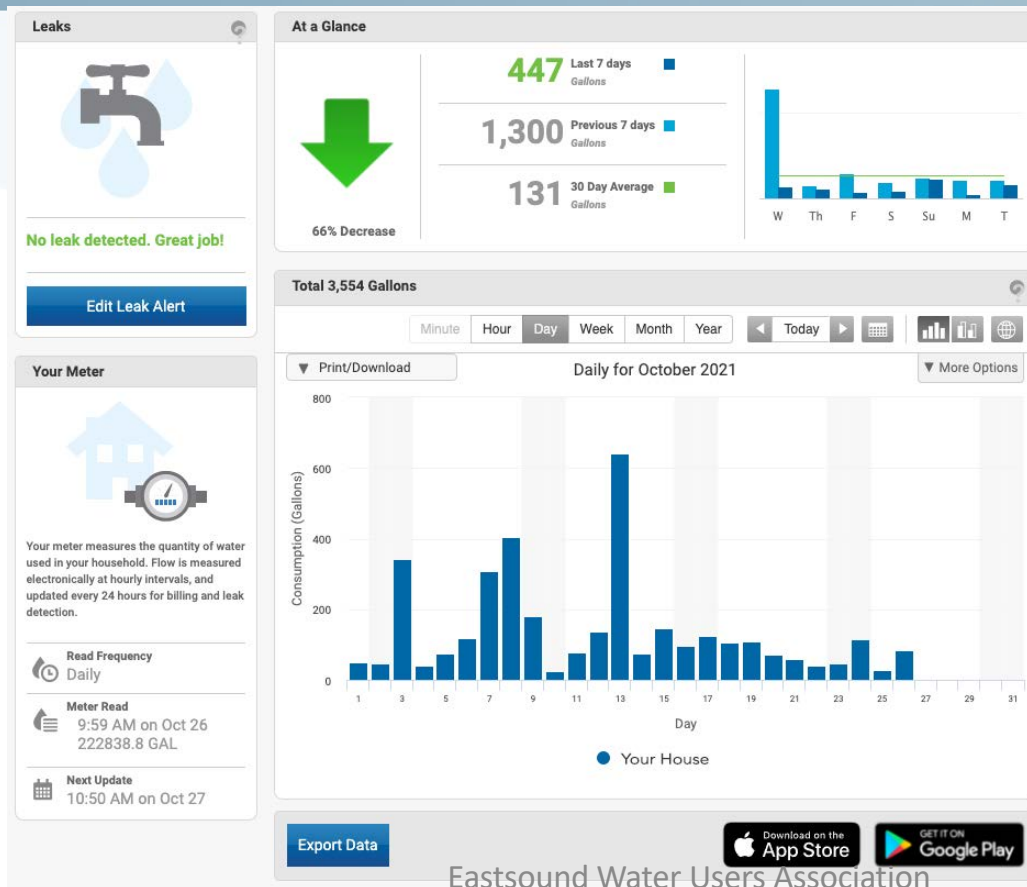 Leaks
No leak detected. Great job!
Edit Leak Alert
Your Meter
Your meter measures the quantity of water
used in your household. Flow is measured
electronically at hourly intervals, and
updated every 24 hours for billing and leak
detection.
Read Frequency
Daily
Meter Read
9:59 AM on Oct 26
222838.8 GAL
Next Update
10:50 AM on Oct 27
At a Glance
66% Decrease
447 Last 7 days
Gallons
1,300 Previous 7 days
Gallons
131 30 Day Average
Gallons
W Th F S Su M T
Total 3,554 Gallons
Minute Hour Day Week Month Year Today
Print/Download
Daily for October 2021
More Options
Consumption (Gallons)
800
600
400
200
0
1 3 5 7 9 11 13 15 17 19 21 23 25 27 29 31
Day
Your House
Export Data
Download on the
App Store
GET IT ON
Google Play
Eastsound Water Users Association